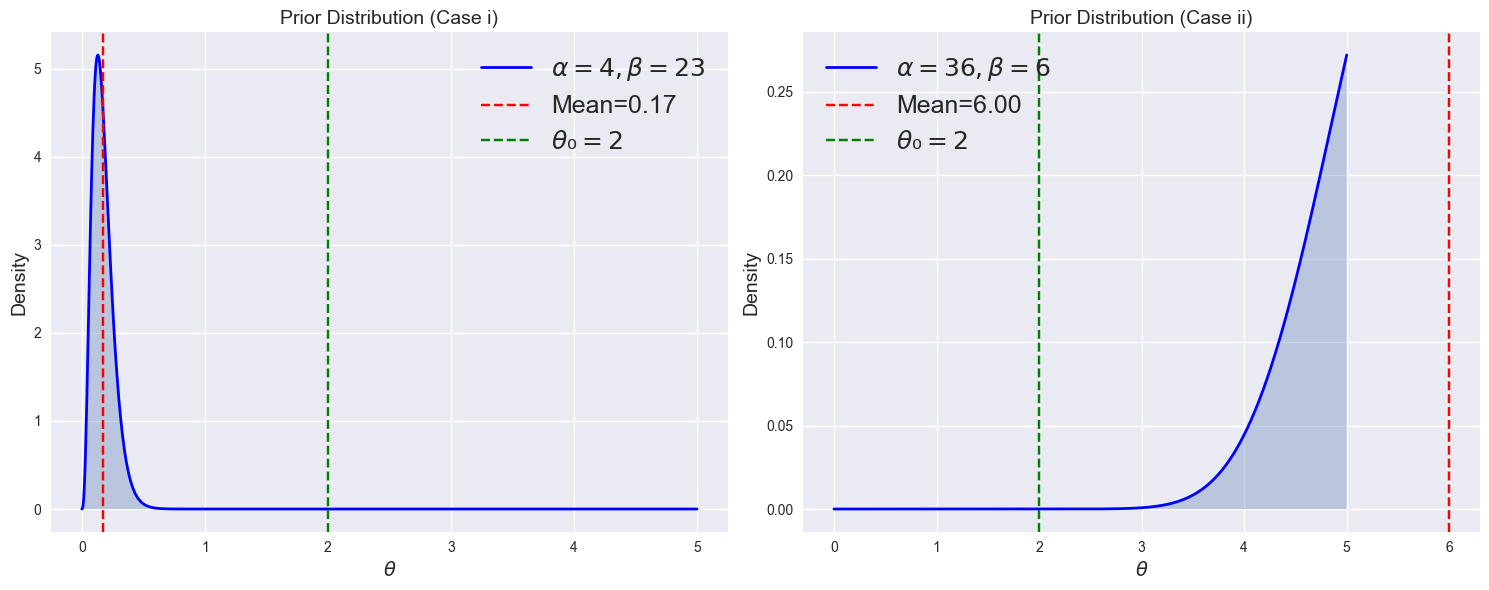 Prior Distribution (Case i)
5
4
3
2
1
0
Density
α = 4, β = 23
Mean=0.17
θ₀ = 2
0 1 2 3 4 5
θ
Prior Distribution (Case ii)
0.25
0.20
0.15
0.10
0.05
0.00
Density
α = 36, β = 6
Mean=6.00
θ₀ = 2
0 1 2 3 4 5 6
θ